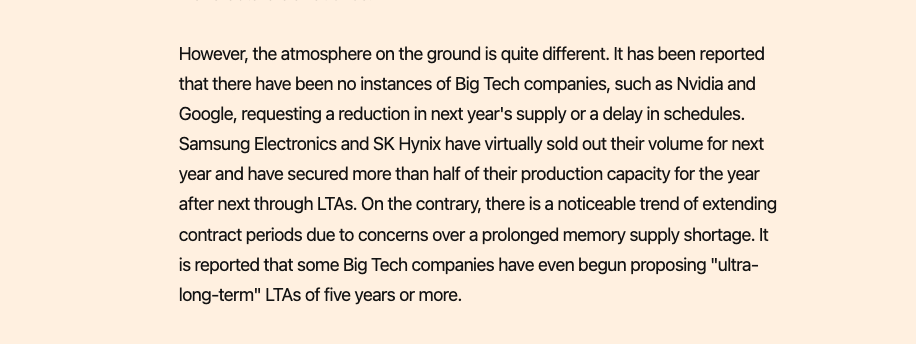 However, the atmosphere on the ground is quite different. It has been reported
that there have been no instances of Big Tech companies, such as Nvidia and
Google, requesting a reduction in next year's supply or a delay in schedules.
Samsung Electronics and SK Hynix have virtually sold out their volume for next
year and have secured more than half of their production capacity for the year
after next through LTAs. On the contrary, there is a noticeable trend of extending
contract periods due to concerns over a prolonged memory supply shortage. It
is reported that some Big Tech companies have even begun proposing "ultra-
long-term" LTAs of five years or more.